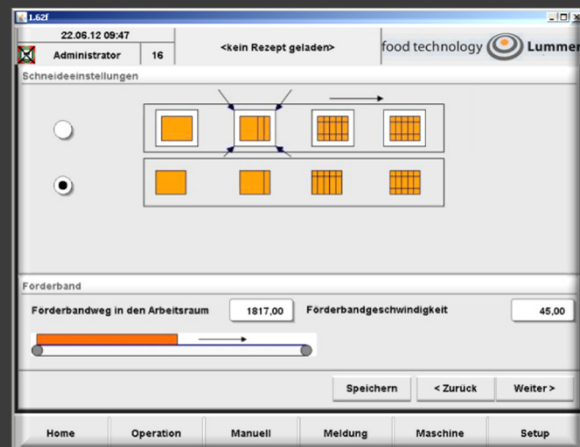 1.62f
22.06.12 09:47
Administrator 16
<kein Rezept geladen>
food technology Lummer
Schneideeinstellungen
Förderband
Förderbandweg in den Arbeitsraum 1817,00 Förderbandgeschwindigkeit 45,00
Speichern < Zurück Weiter >
Home Operation Manuell Meldung Maschine Setup